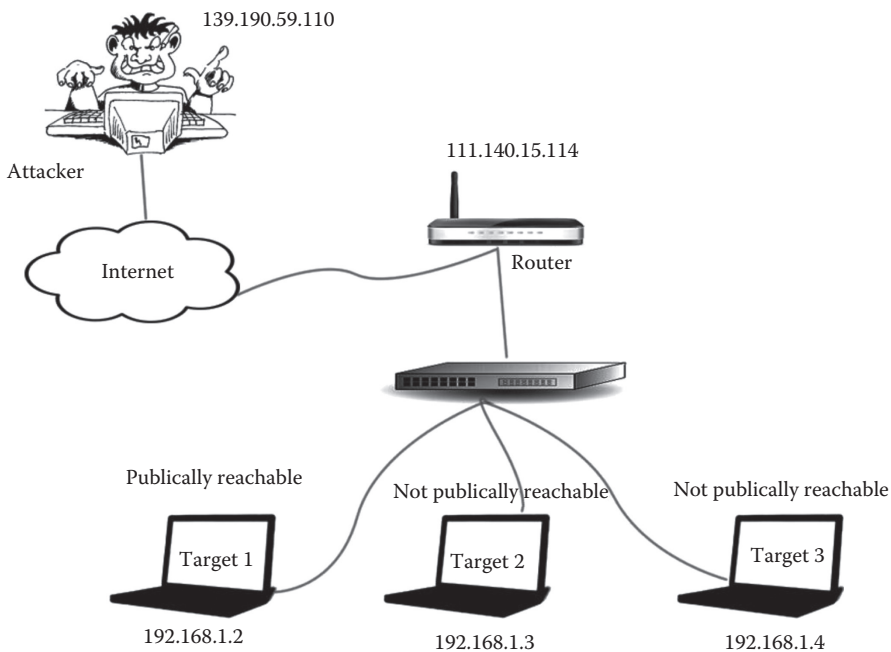 139.190.59.110
Attacker
111.140.15.114
Internet
Router
Publically reachable
Not publically reachable
Not publically reachable
Target 1
Target 2
Target 3
192.168.1.2
192.168.1.3
192.168.1.4